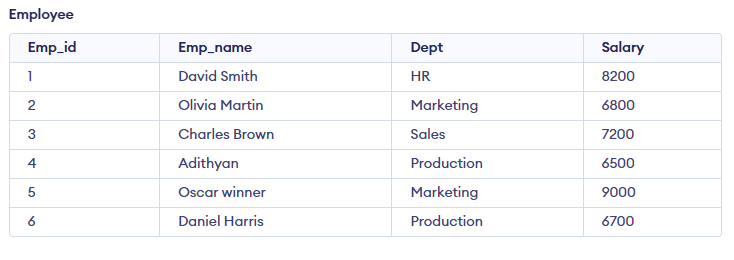 Employee
Emp_id Emp_name Dept Salary
1 David Smith HR 8200
2 Olivia Martin Marketing 6800
3 Charles Brown Sales 7200
4 Adithyan Production 6500
5 Oscar winner Marketing 9000
6 Daniel Harris Production 6700